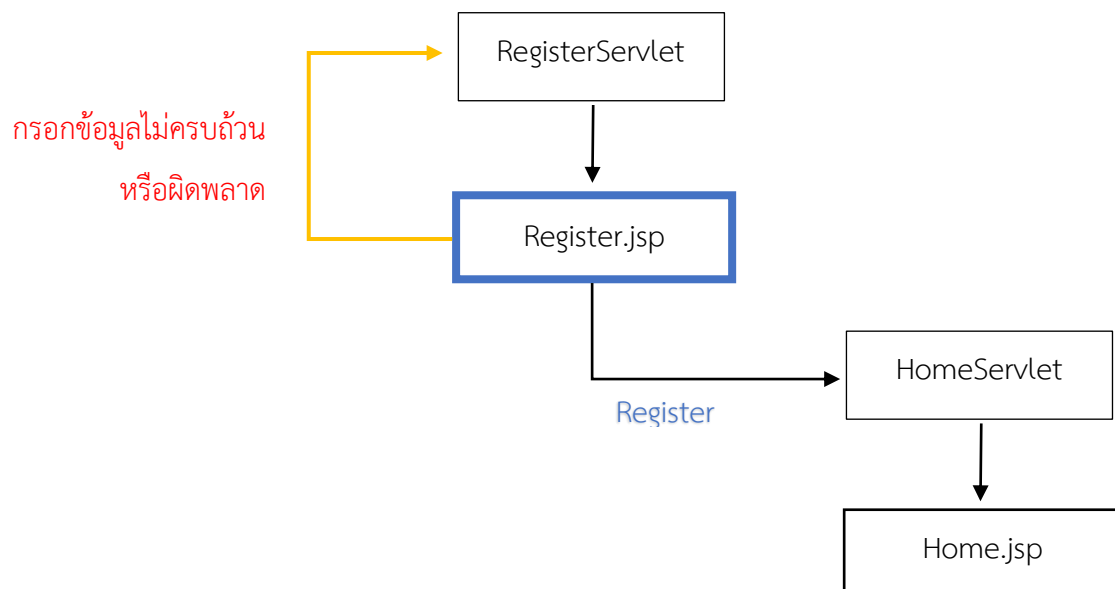 RegisterServlet
กรอกข้อมูลไม่ครบถ้วน
หรือผิดพลาด
Register.jsp
HomeServlet
Register
Home.jsp